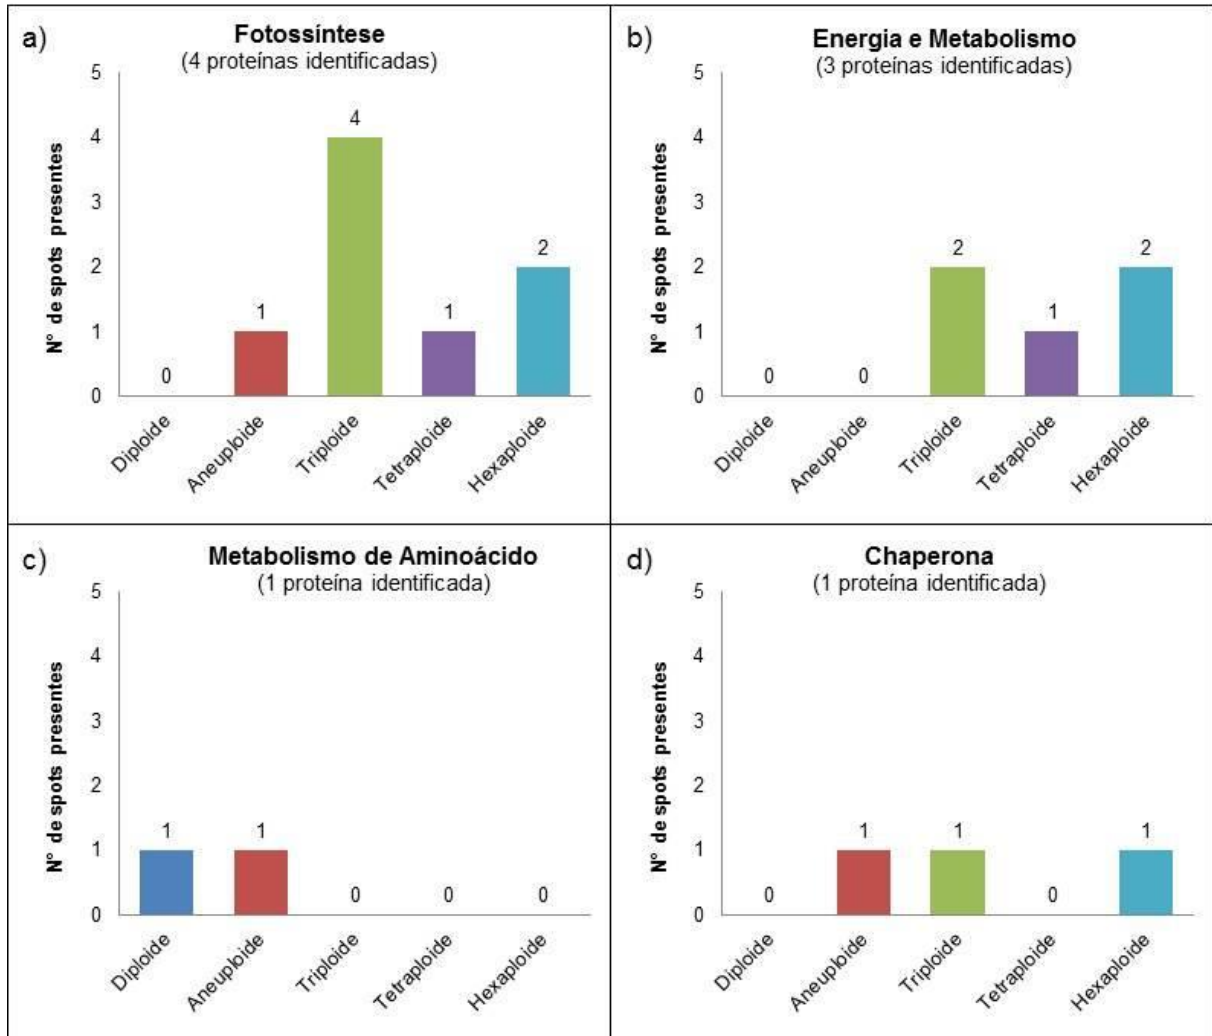 a)
Fotossíntese
(4 proteínas identificadas)
N° de spots presentes
5
4
3
2
1
0
0
1
4
1
2
Diploide
Aneuploide
Triploide
Tetraploide
Hexaploide
b)
Energia e Metabolismo
(3 proteínas identificadas)
N° de spots presentes
5
4
3
2
1
0
0
0
2
1
2
Diploide
Aneuploide
Triploide
Tetraploide
Hexaploide
c)
Metabolismo de Aminoácido
(1 proteína identificada)
N° de spots presentes
5
4
3
2
1
0
1
1
0
0
0
Diploide
Aneuploide
Triploide
Tetraploide
Hexaploide
d)
Chaperona
(1 proteína identificada)
N° de spots presentes
5
4
3
2
1
0
0
1
1
0
1
Diploide
Aneuploide
Triploide
Tetraploide
Hexaploide